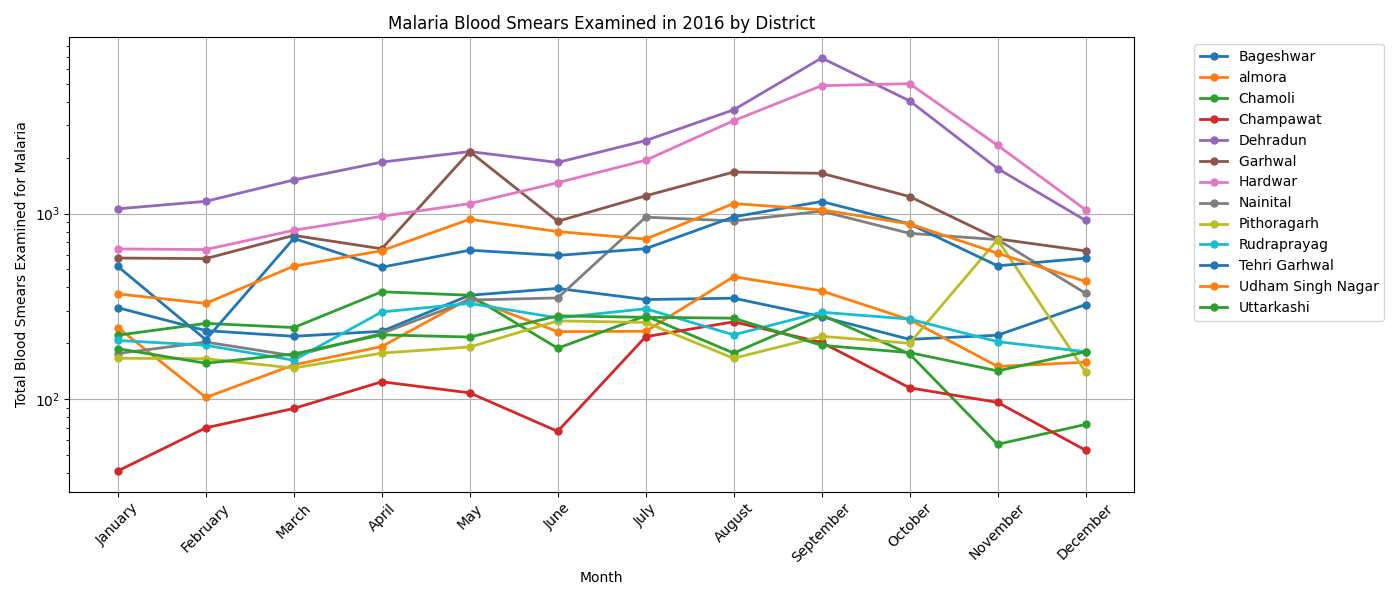 Malaria Blood Smears Examined in 2016 by District
Total Blood Smears Examined for Malaria
10³
10²
January
February
March
April
May
June
July
August
September
October
November
December
Month
Bageshwar
almora
Chamoli
Champawat
Dehradun
Garhwal
Hardwar
Nainital
Pithoragarh
Rudraprayag
Tehri Garhwal
Udham Singh Nagar
Uttarkashi